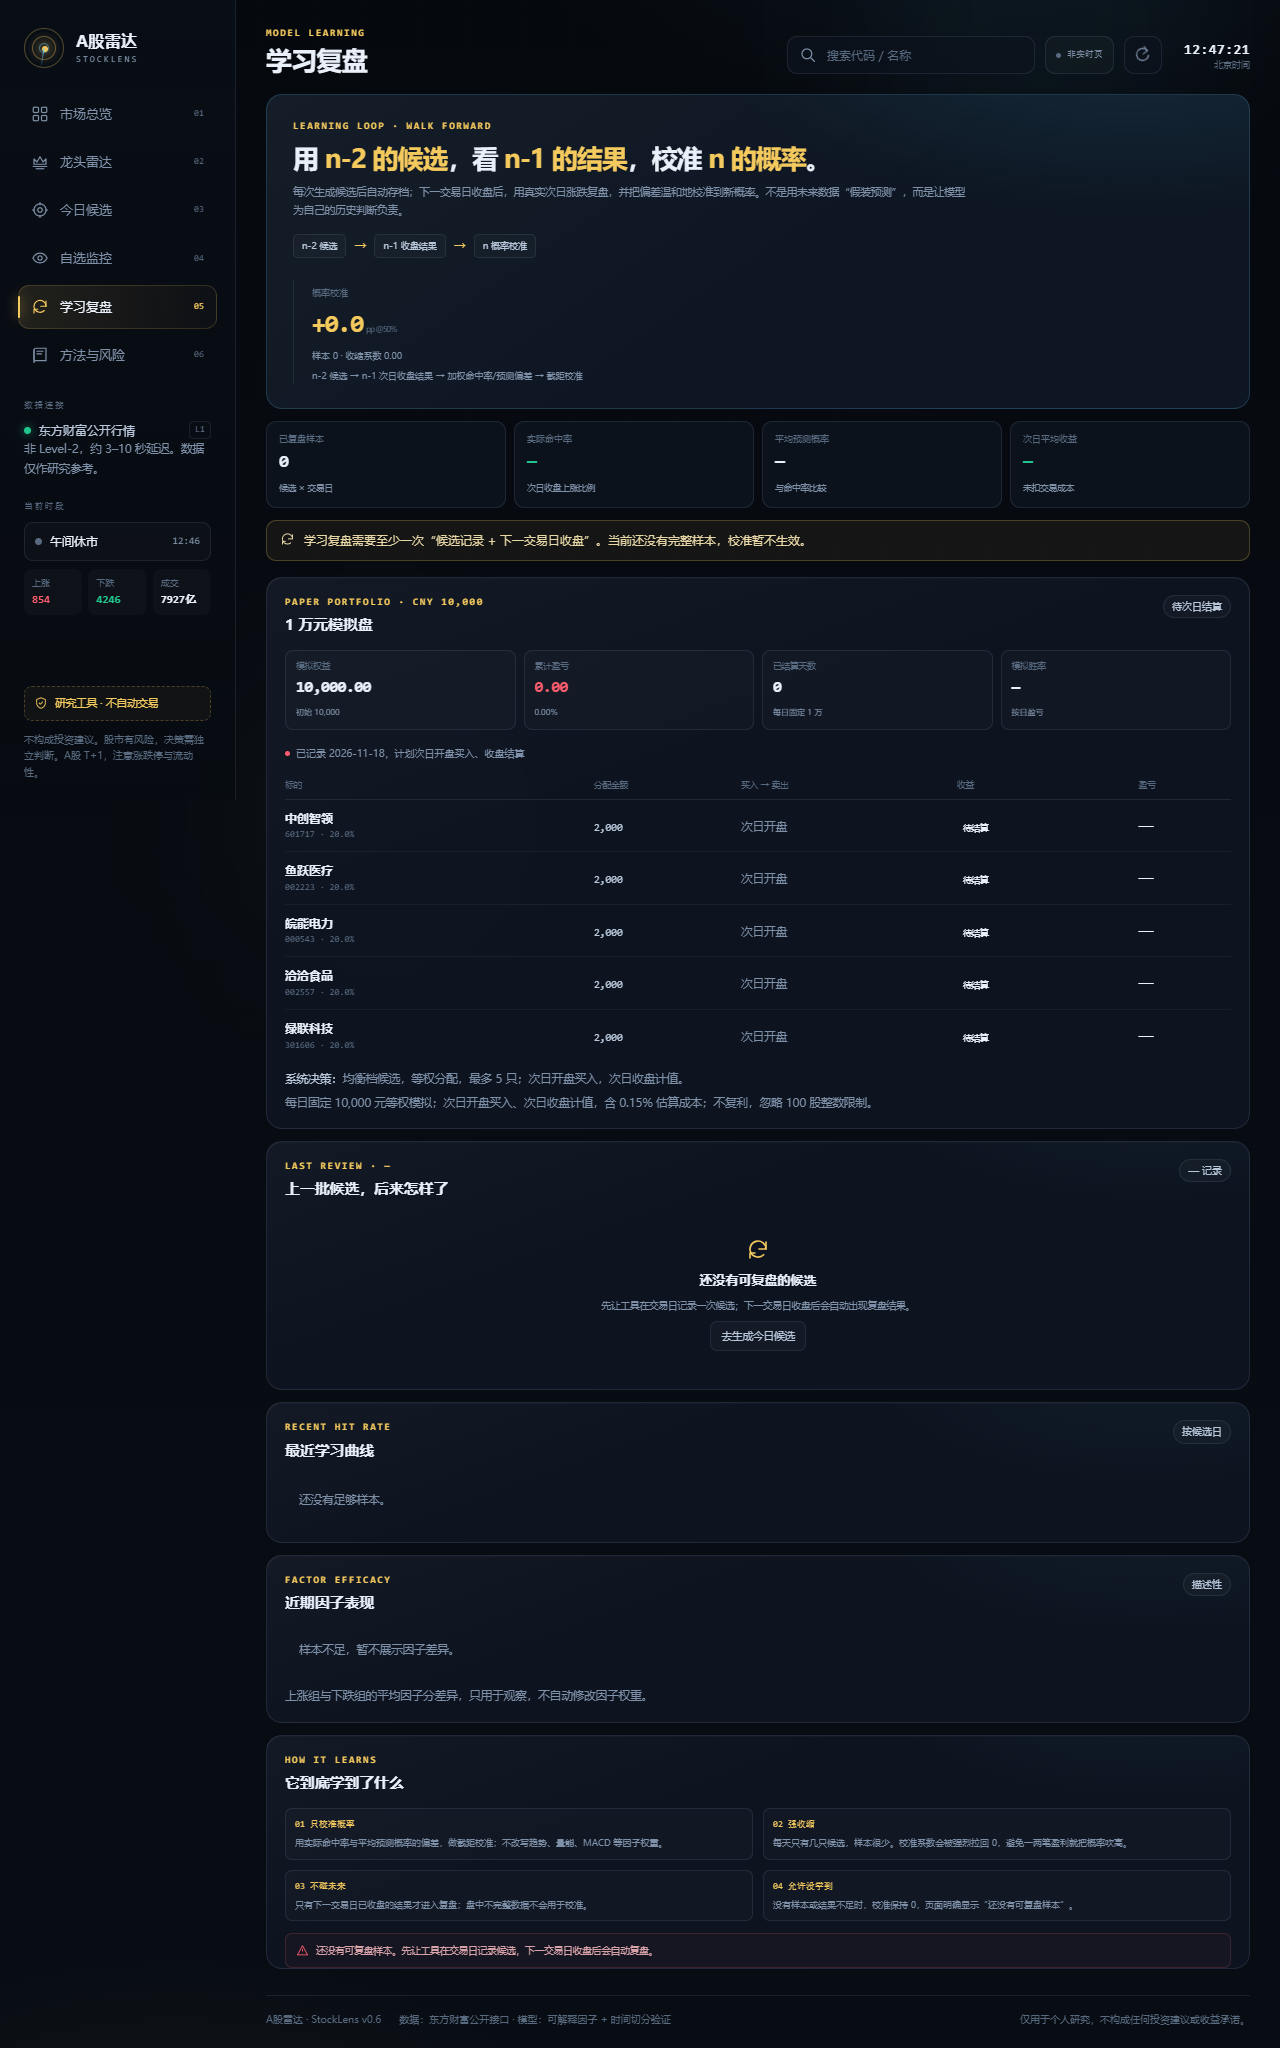 A股雷达
STOCKLENS
市场总览 01
龙头雷达 02
今日候选 03
自选监控 04
学习复盘 05
方法与风险 06
数据连接
东方财富公开行情 L1
非 Level-2，约 3–10 秒延迟。数据
仅作研究参考。
当前时段
午间休市 12:46
上涨 下跌 成交
854 4246 7927亿
研究工具 · 不自动交易
不构成投资建议。股市有风险，决策需独
立判断。A股 T+1，注意涨跌停与流动
性。
MODEL LEARNING
学习复盘
搜索代码 / 名称
非实时页
12:47:21
北京时间
LEARNING LOOP · WALK FORWARD
用 n-2 的候选，看 n-1 的结果，校准 n 的概率。
每次生成候选后自动存档；下一交易日收盘后，用真实次日涨跌复盘，并把偏差温和地校准到新概率。不是用未来数据“假装预测”，而是让模型
为自己的历史判断负责。
n-2 候选 → n-1 收盘结果 → n 概率校准
概率校准
+0.0 pp@50%
样本 0 · 收缩系数 0.00
n-2 候选 → n-1 次日收盘结果 → 加权命中率/预测偏差 → 截距校准
已复盘样本 实际命中率 平均预测概率 次日平均收益
0 — — —
候选 × 交易日 次日收盘上涨比例 与命中率比较 未扣交易成本
学习复盘需要至少一次“候选记录 + 下一交易日收盘”。当前还没有完整样本，校准暂不生效。
PAPER PORTFOLIO · CNY 10,000
1 万元模拟盘
待次日结算
模拟权益 累计盈亏 已结算天数 模拟胜率
10,000.00 0.00 0 —
初始 10,000 0.00% 每日固定 1 万 按日盈亏
已记录 2026-11-18，计划次日开盘买入、收盘结算
标的 分配金额 买入 → 卖出 收益 盈亏
中创智领
601717 · 20.0% 2,000 次日开盘 待结算 —
鱼跃医疗
002223 · 20.0% 2,000 次日开盘 待结算 —
皖能电力
000543 · 20.0% 2,000 次日开盘 待结算 —
洽洽食品
002557 · 20.0% 2,000 次日开盘 待结算 —
绿联科技
301606 · 20.0% 2,000 次日开盘 待结算 —
系统决策：均衡档候选，等权分配，最多 5 只；次日开盘买入，次日收盘计值。
每日固定 10,000 元等权模拟；次日开盘买入、次日收盘计值，含 0.15% 估算成本；不复利，忽略 100 股整数限制。
LAST REVIEW · —
上一批候选，后来怎样了
— 记录
还没有可复盘的候选
先让工具在交易日记录一次候选；下一交易日收盘后会自动出现复盘结果。
去生成今日候选
RECENT HIT RATE
最近学习曲线
按候选日
还没有足够样本。
FACTOR EFFICACY
近期因子表现
描述性
样本不足，暂不展示因子差异。
上涨组与下跌组的平均因子分差异，只用于观察，不自动修改因子权重。
HOW IT LEARNS
它到底学到了什么
01 只校准概率
用实际命中率与平均预测概率的偏差，做截距校准；不改写趋势、量能、MACD 等因子权重。
02 强收缩
每天只有几只候选，样本很少。校准系数会被强烈拉回 0，避免一两笔盈利就把概率吹高。
03 不碰未来
只有下一交易日已收盘的结果才进入复盘；盘中不完整数据不会用于校准。
04 允许没学到
没有样本或结果不足时，校准保持 0，页面明确显示“还没有可复盘样本”。
还没有可复盘样本。先让工具在交易日记录候选，下一交易日收盘后会自动复盘。
A股雷达 · StockLens v0.6 数据：东方财富公开接口 · 模型：可解释因子 + 时间切分验证
仅用于个人研究，不构成任何投资建议或收益承诺。